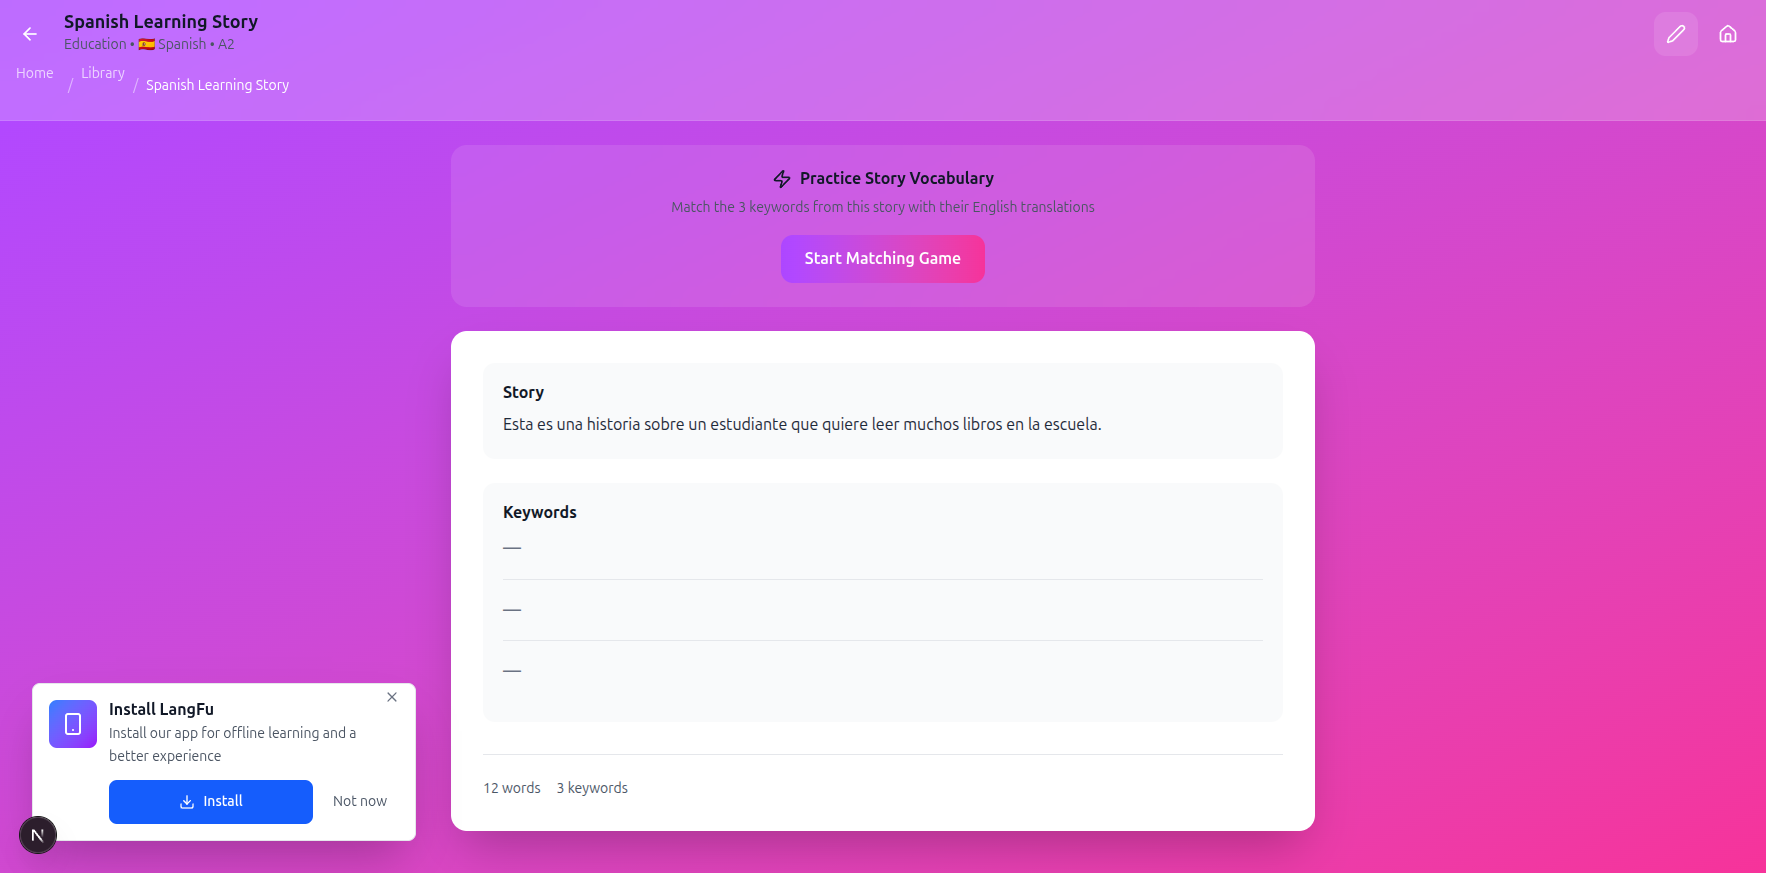 Spanish Learning Story
Education • 🇪🇸 Spanish • A2
Home / Library / Spanish Learning Story
Practice Story Vocabulary
Match the 3 keywords from this story with their English translations
Start Matching Game
Story
Esta es una historia sobre un estudiante que quiere leer muchos libros en la escuela.
Keywords
—
—
—
12 words 3 keywords
Install LangFu
Install our app for offline learning and a
better experience
Install Not now
N